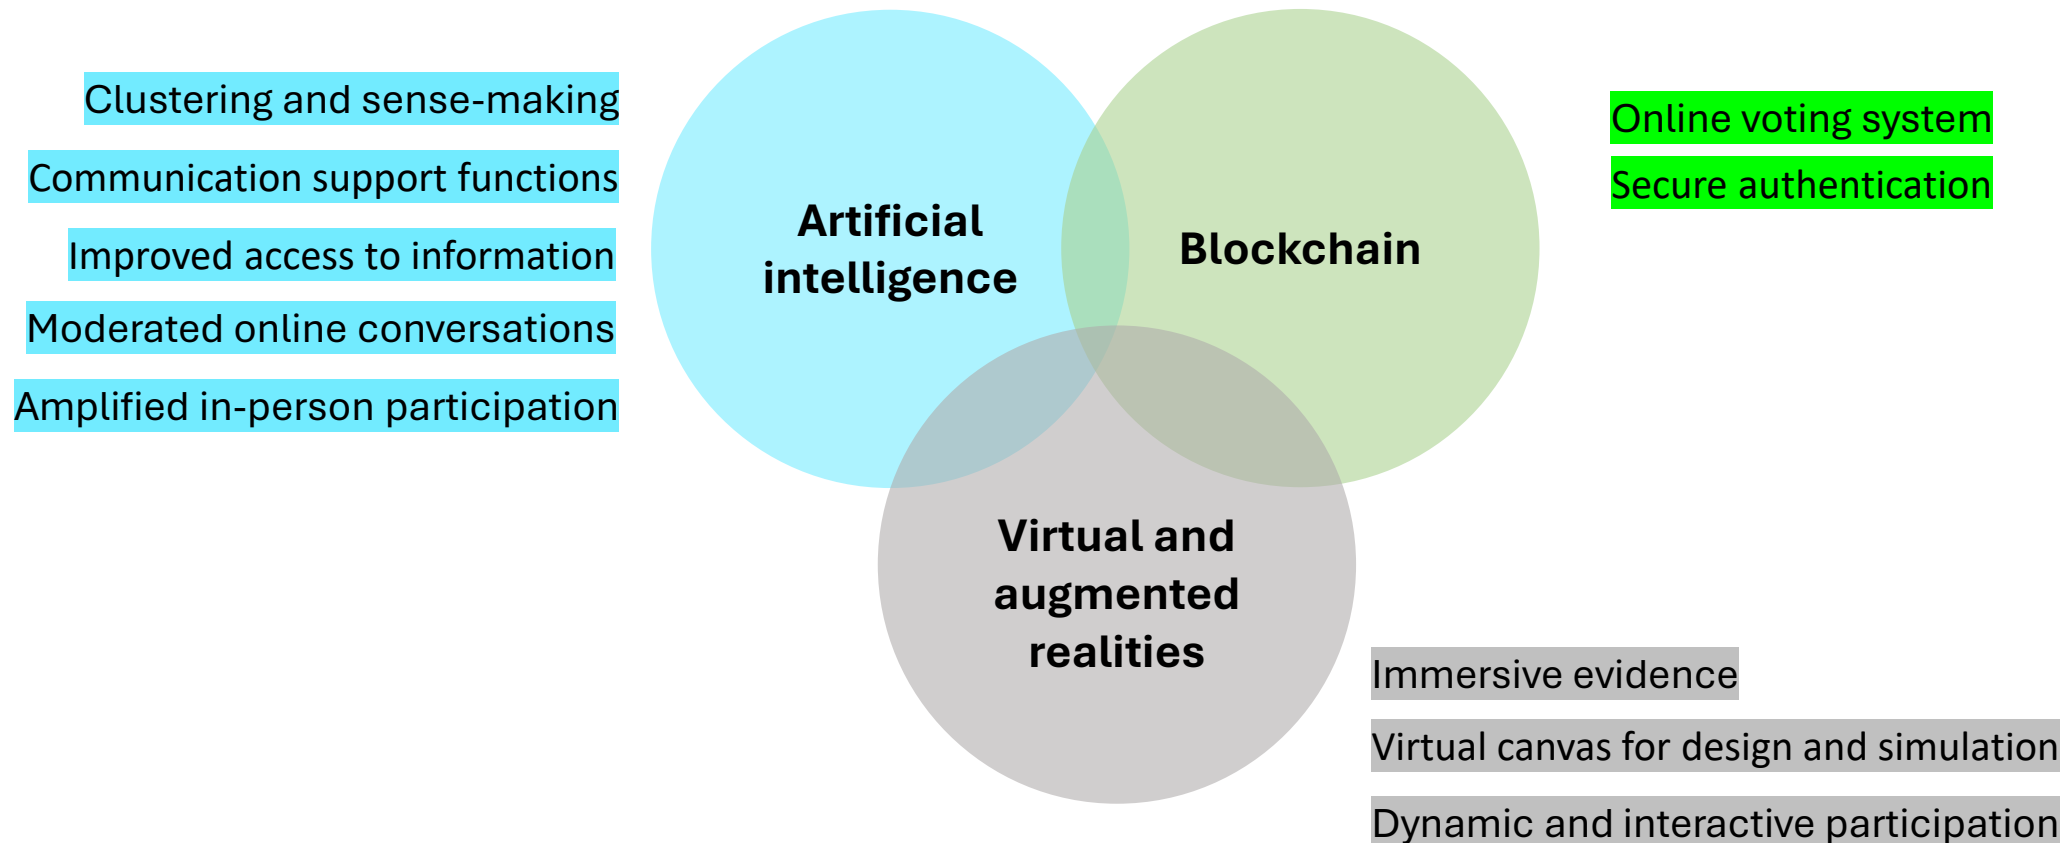 Clustering and sense-making
Communication support functions
Improved access to information
Moderated online conversations
Amplified in-person participation
Artificial
intelligence
Blockchain
Online voting system
Secure authentication
Virtual and
augmented
realities
Immersive evidence
Virtual canvas for design and simulation
Dynamic and interactive participation